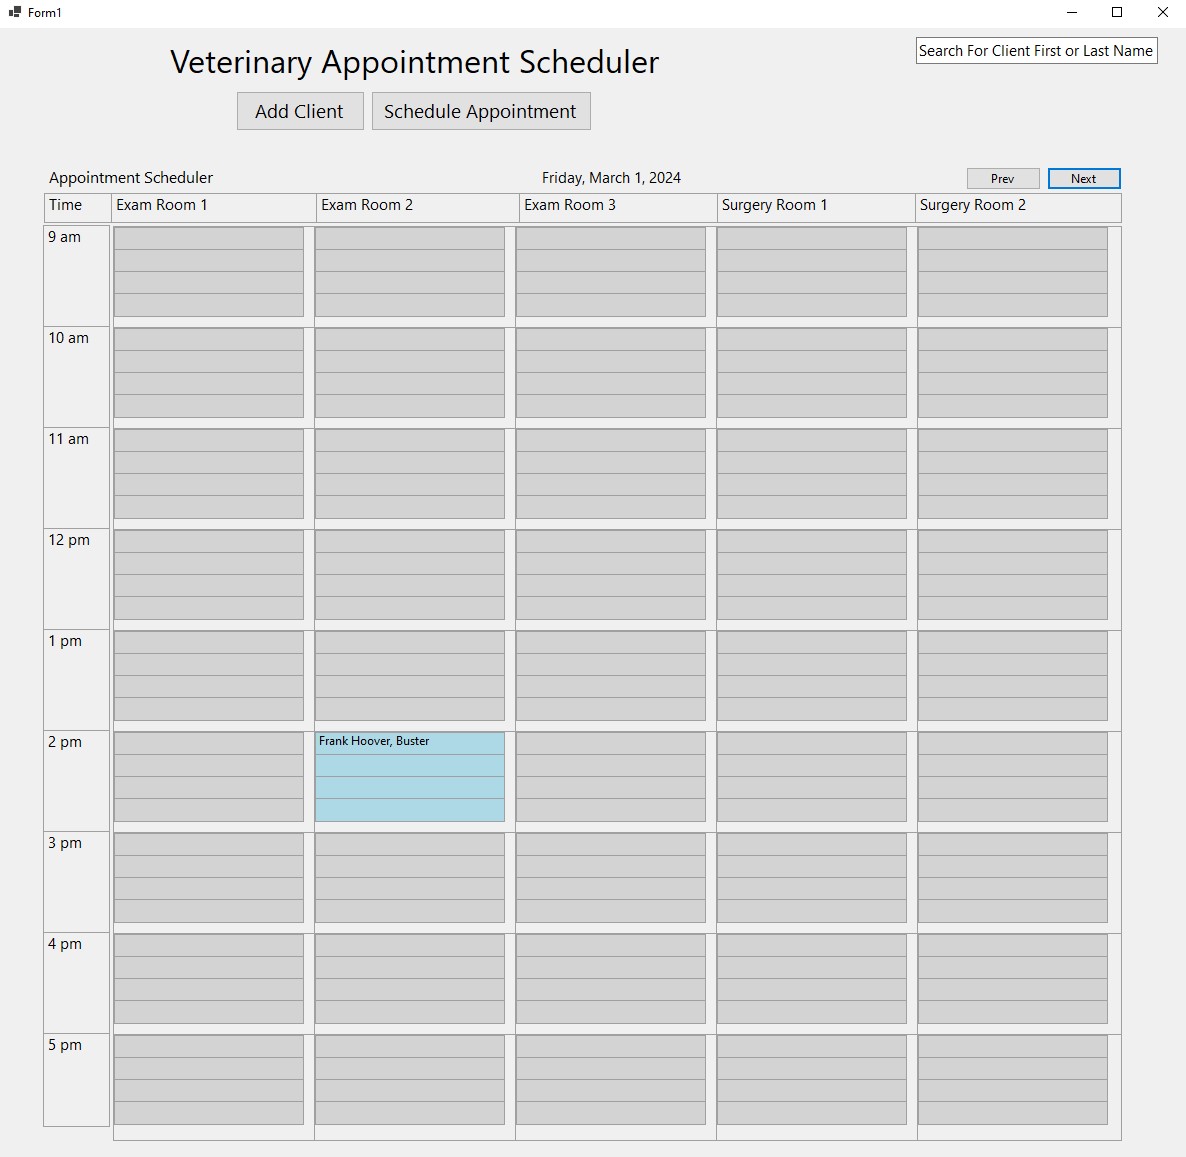 Form1
Search For Client First or Last Name
Veterinary Appointment Scheduler
Add Client
Schedule Appointment
Appointment Scheduler
Friday, March 1, 2024
Prev
Next
Time
Exam Room 1
Exam Room 2
Exam Room 3
Surgery Room 1
Surgery Room 2
9 am
10 am
11 am
12 pm
1 pm
2 pm
Frank Hoover, Buster
3 pm
4 pm
5 pm